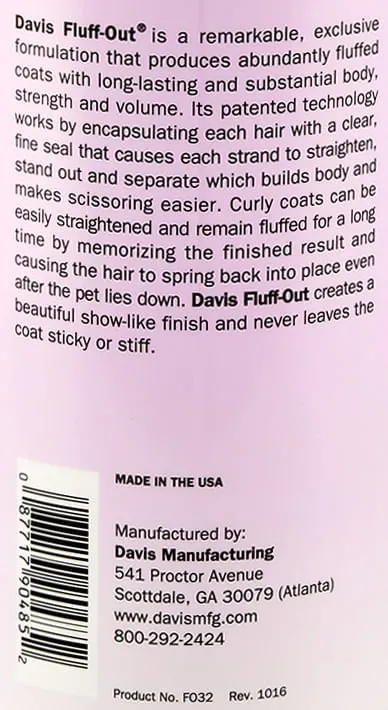 Davis Fluff-Out® is a remarkable, exclusive
formulation that produces abundantly fluffed
coats with long-lasting and substantial body,
strength and volume. Its patented technology
works by encapsulating each hair with a clear,
fine seal that causes each strand to straighten,
stand out and separate which builds body and
makes scissoring easier. Curly coats can be
easily straightened and remain fluffed for a long
time by memorizing the finished result and
causing the hair to spring back into place even
after the pet lies down. Davis Fluff-Out creates a
beautiful show-like finish and never leaves the
coat sticky or stiff.
0 87717 90485 2
MADE IN THE USA
Manufactured by:
Davis Manufacturing
541 Proctor Avenue
Scottdale, GA 30079 (Atlanta)
www.davismfg.com
800-292-2424
Product No. FO32 Rev. 1016